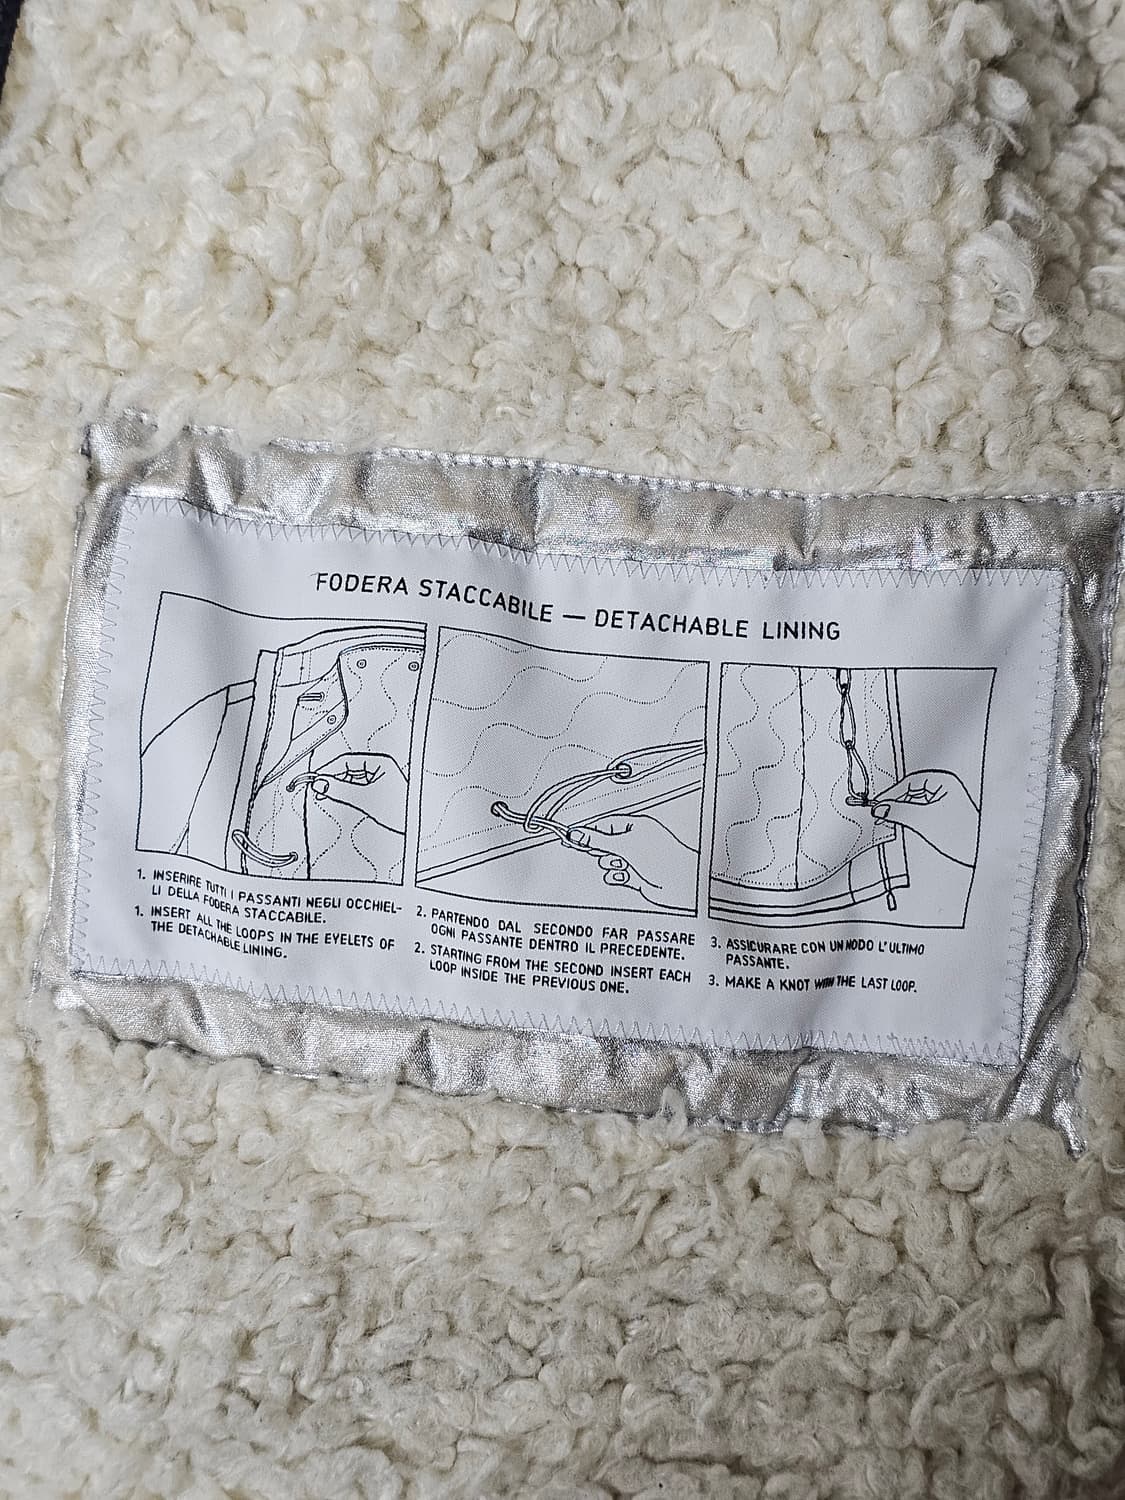 FODERA STACCABILE — DETACHABLE LINING
1. INSERIRE TUTTI I PASSANTI NEGLI OCCHIEL-
LI DELLA FODERA STACCABILE.
1. INSERT ALL THE LOOPS IN THE EYELETS OF
THE DETACHABLE LINING.
2. PARTENDO DAL SECONDO FAR PASSARE
OGNI PASSANTE DENTRO IL PRECEDENTE.
2. STARTING FROM THE SECOND INSERT EACH
LOOP INSIDE THE PREVIOUS ONE.
3. ASSICURARE CON UN NODO L'ULTIMO
PASSANTE.
3. MAKE A KNOT WITH THE LAST LOOP.